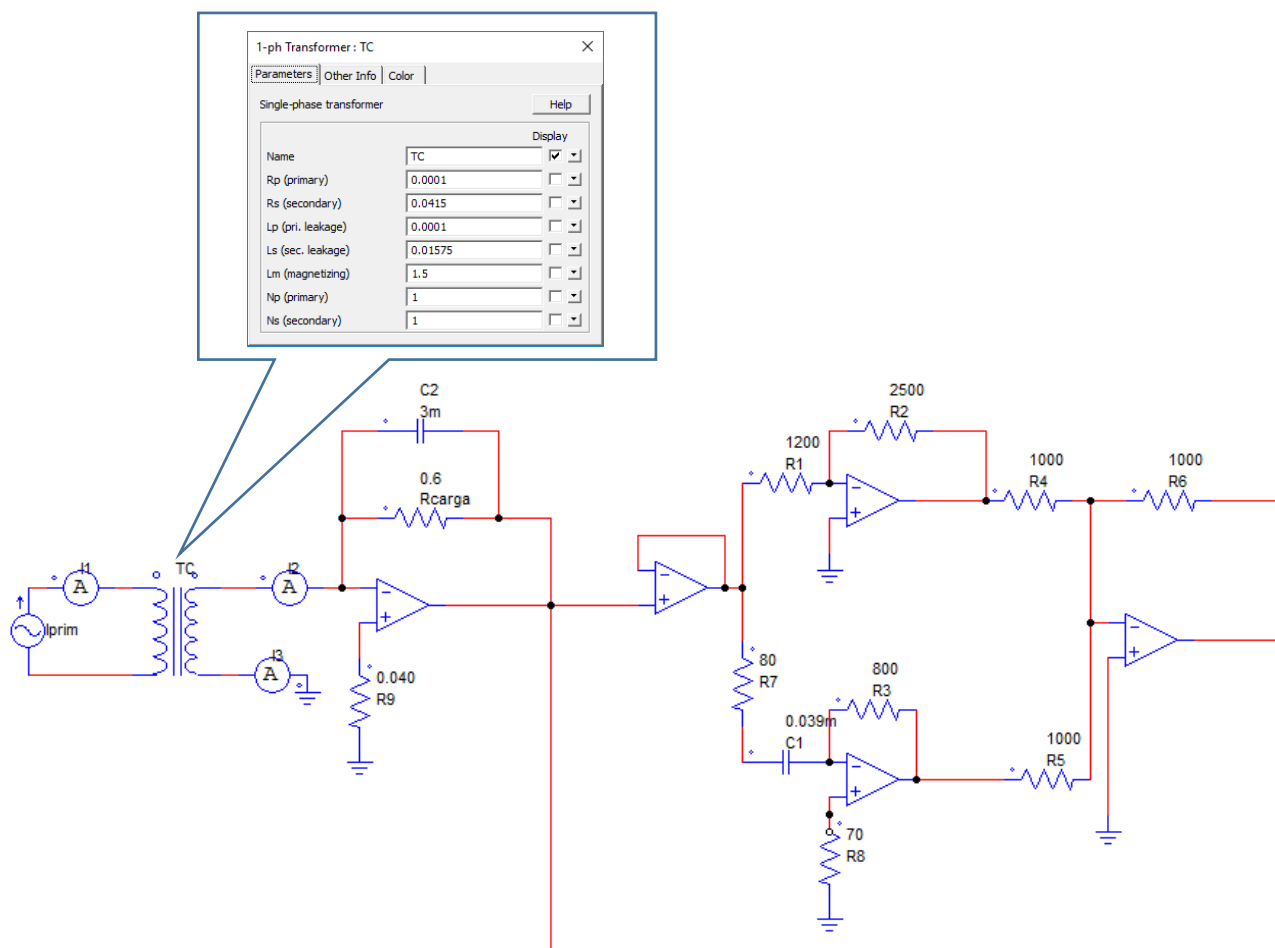 1-ph Transformer : TC
Parameters Other Info Color
Single-phase transformer Help
Display
Name TC
Rp (primary) 0.0001
Rs (secondary) 0.0415
Lp (pri. leakage) 0.0001
Ls (sec. leakage) 0.01575
Lm (magnetizing) 1.5
Np (primary) 1
Ns (secondary) 1
C2
3m
0.6
Rcarga
I1
A
TC
I2
A
Iprim
I3
A
0.040
R9
1200
R1
2500
R2
1000
R4
1000
R6
80
R7
0.039m
C1
800
R3
1000
R5
70
R8